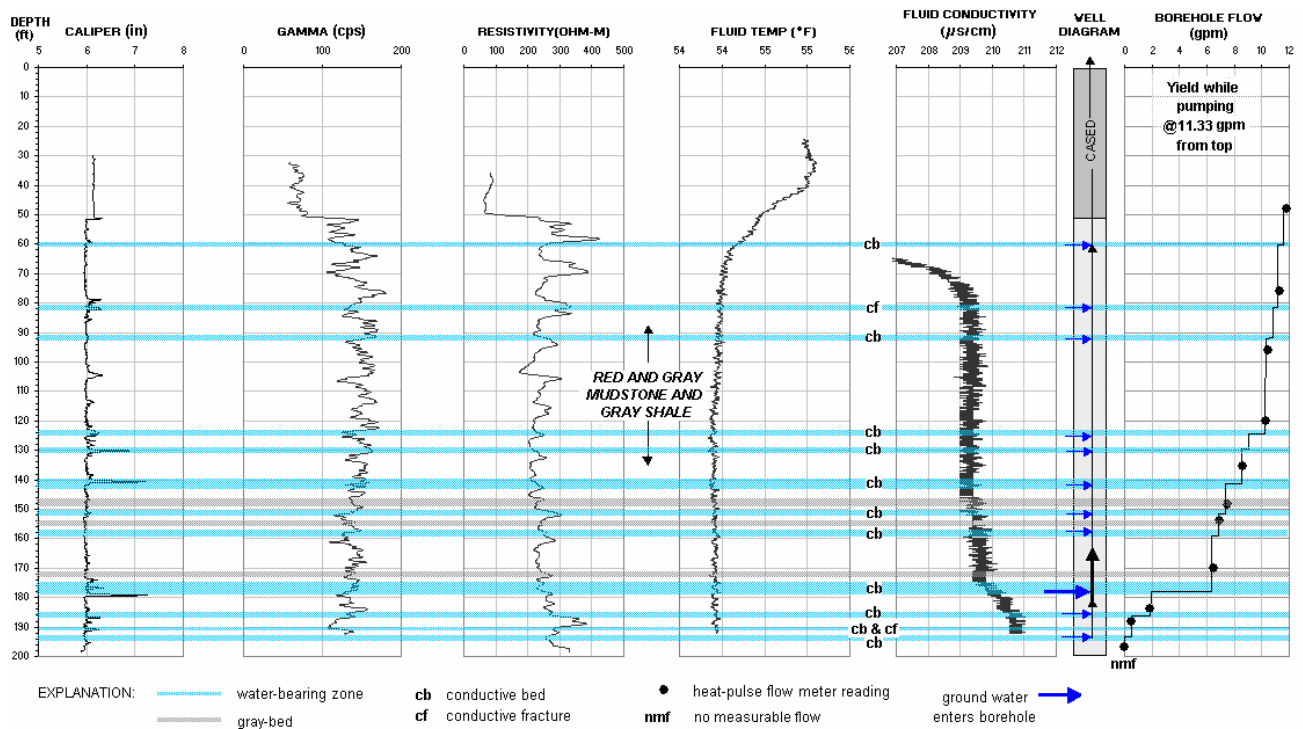 DEPTH
(ft)
CALIPER (in)
GAMMA (cps)
RESISTIVITY(OHM-M)
FLUID TEMP (°F)
FLUID CONDUCTIVITY
(µs/cm)
WELL
DIAGRAM
BOREHOLE FLOW
(gpm)
5 6 7 8
0 100 200
0 100 200 300 400 500
54 54 55 55 56
207 208 209 210 211 212
0 2 4 6 8 10 12
0
10
20
30
40
50
60
70
80
90
100
110
120
130
140
150
160
170
180
190
200
Yield while
pumping
@11.33 gpm
from top
CASED
cb
cf
cb
RED AND GRAY
MUDSTONE AND
GRAY SHALE
cb
cb
cb
cb
cb
cb
cb
cb & cf
cb
nmf
EXPLANATION:
water-bearing zone
gray-bed
cb conductive bed
cf conductive fracture
heat-pulse flow meter reading
nmf no measurable flow
ground water
enters borehole